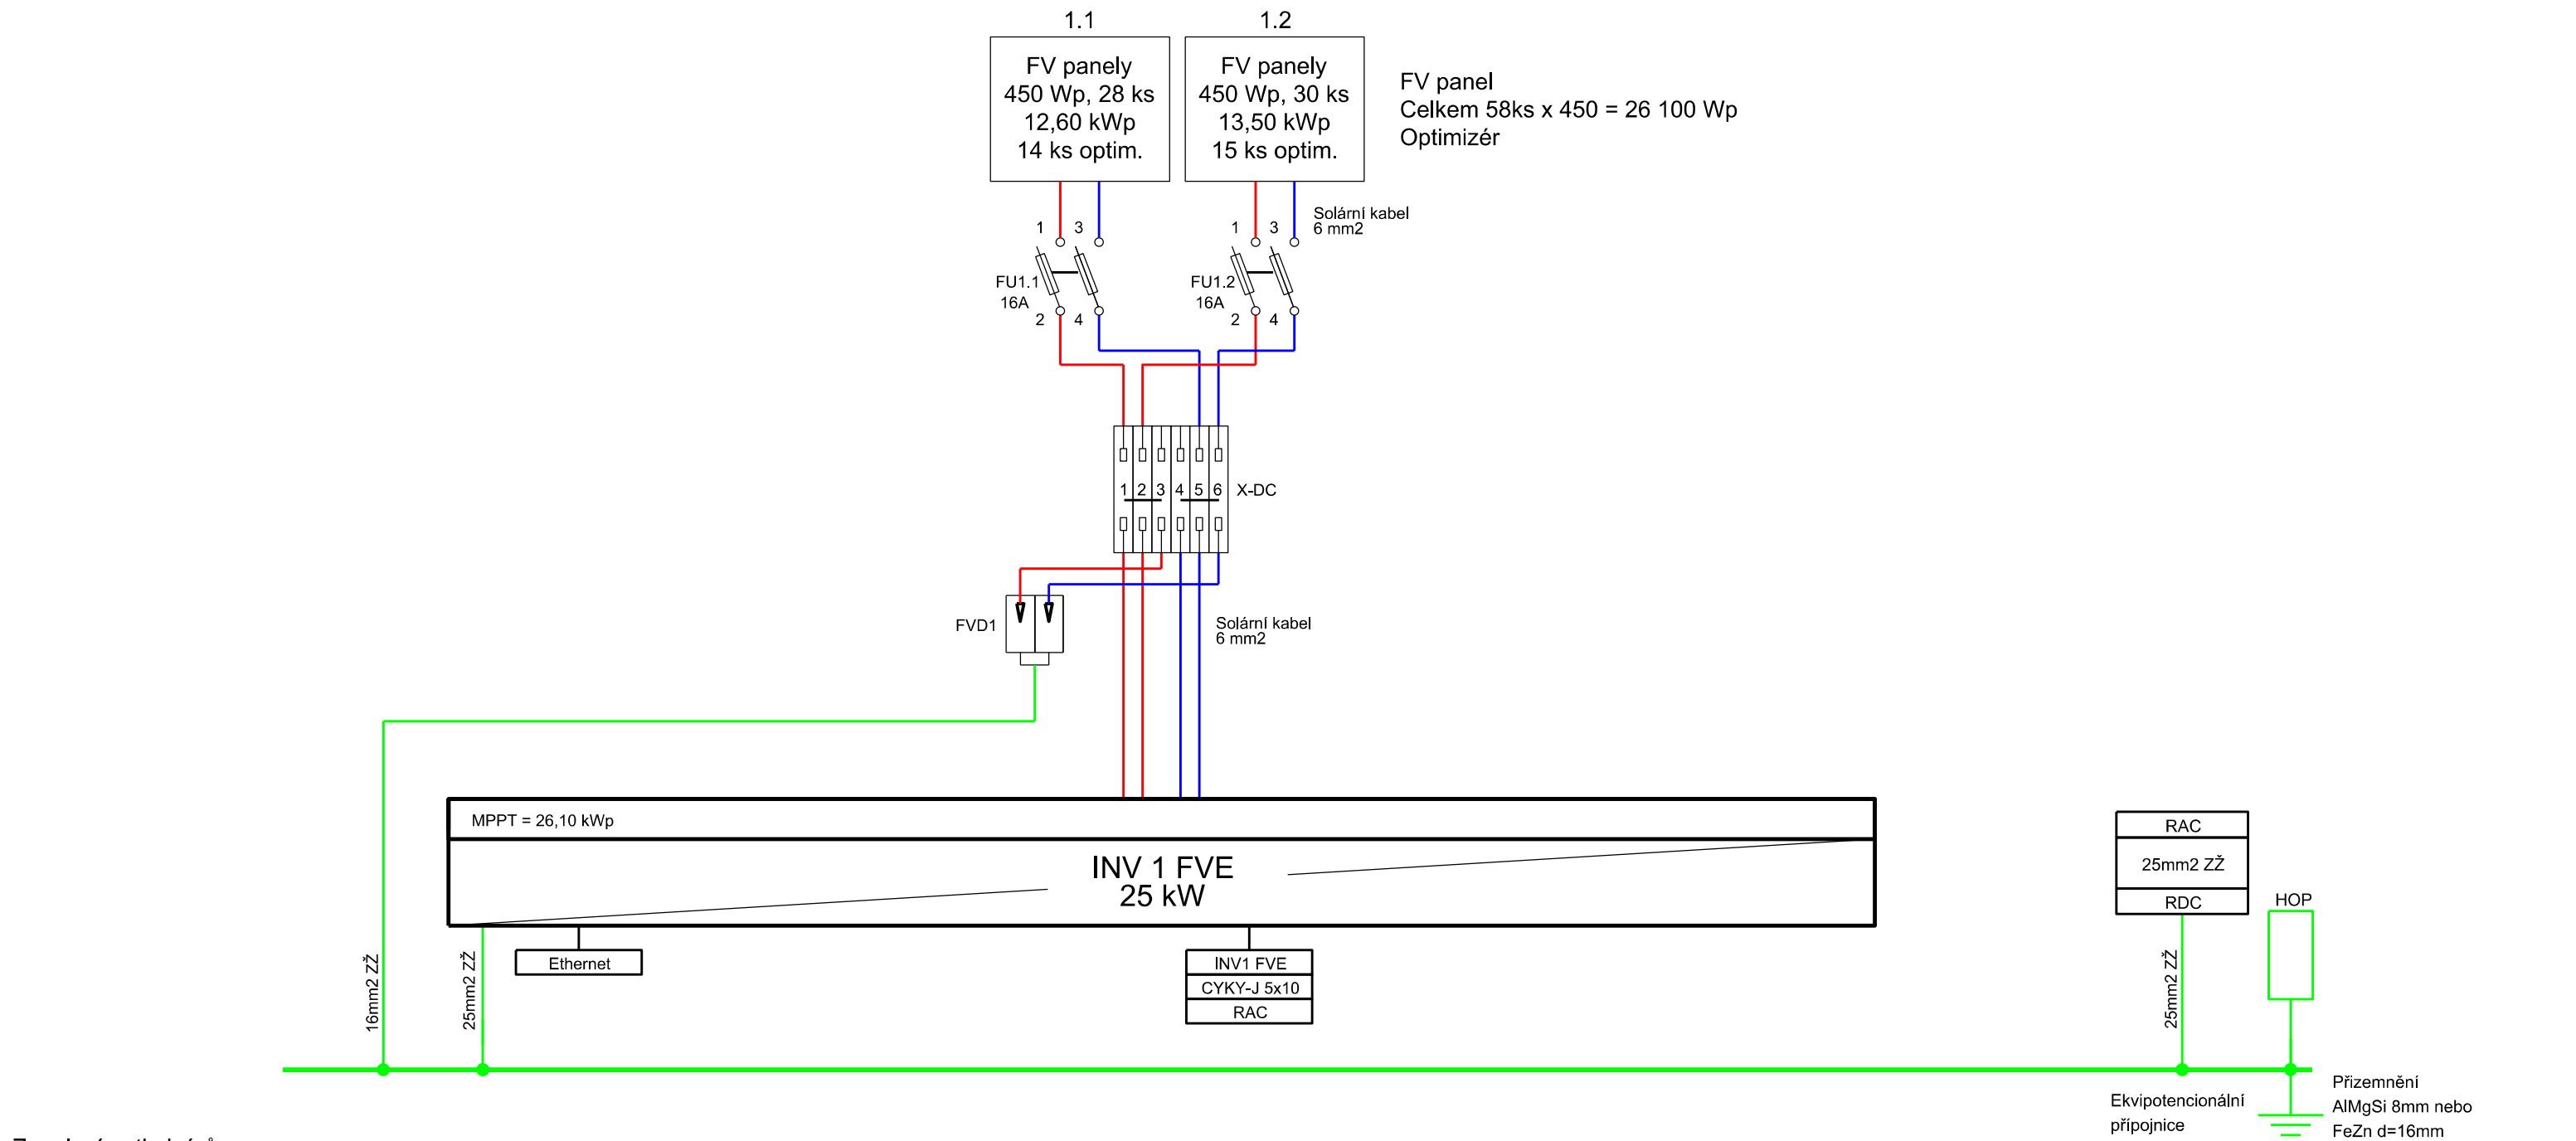 1.1
1.2
FV panely
450 Wp, 28 ks
12,60 kWp
14 ks optim.
FV panely
450 Wp, 30 ks
13,50 kWp
15 ks optim.
FV panel
Celkem 58ks x 450 = 26 100 Wp
Optimizér
Solární kabel
6 mm2
1 3
FU1.1
16A
2 4
1 3
FU1.2
16A
2 4
1 2 3 4 5 6
X-DC
FVD1
Solární kabel
6 mm2
MPPT = 26,10 kWp
INV 1 FVE
25 kW
RAC
25mm2 ZŽ
RDC
HOP
16mm2 ZŽ
25mm2 ZŽ
Ethernet
INV1 FVE
CYKY-J 5x10
RAC
25mm2 ZŽ
Ekvipotencionální
přípojnice
Přizemnění
AlMgSi 8mm nebo
FeZn d=16mm